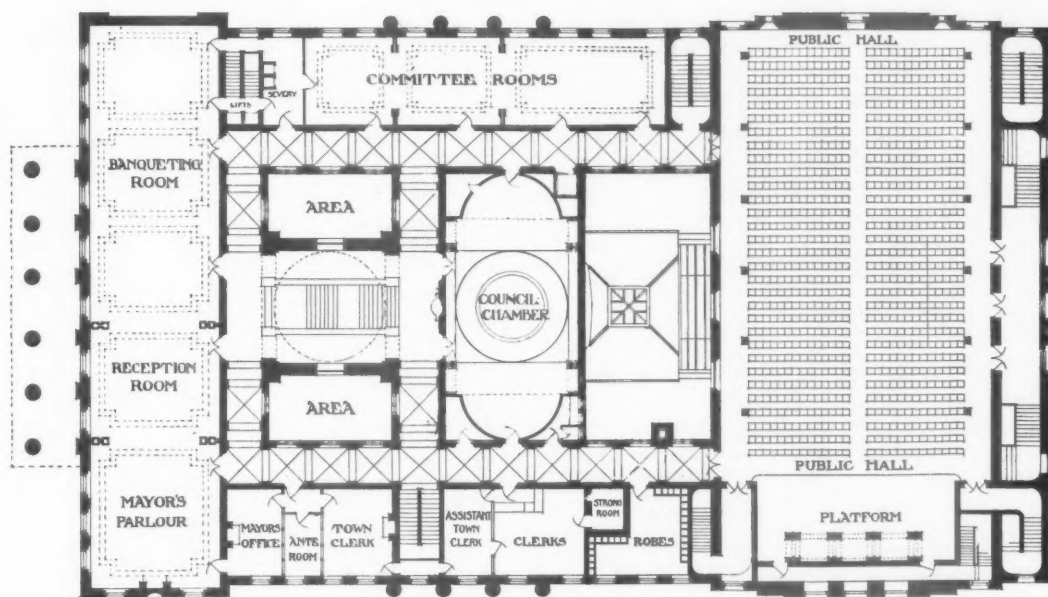 PUBLIC HALL
COMMITTEE ROOMS
SEVERY
LIFTS
BANQUETING
ROOM
AREA
COUNCIL
CHAMBER
RECEPTION
ROOM
AREA
PUBLIC HALL
MAYOR'S
PARLOUR
MAYORS
OFFICE
ANTE
ROOM
TOWN
CLERK
ASSISTANT
TOWN
CLERK
CLERKS
STRONG
ROOM
ROBES
PLATFORM